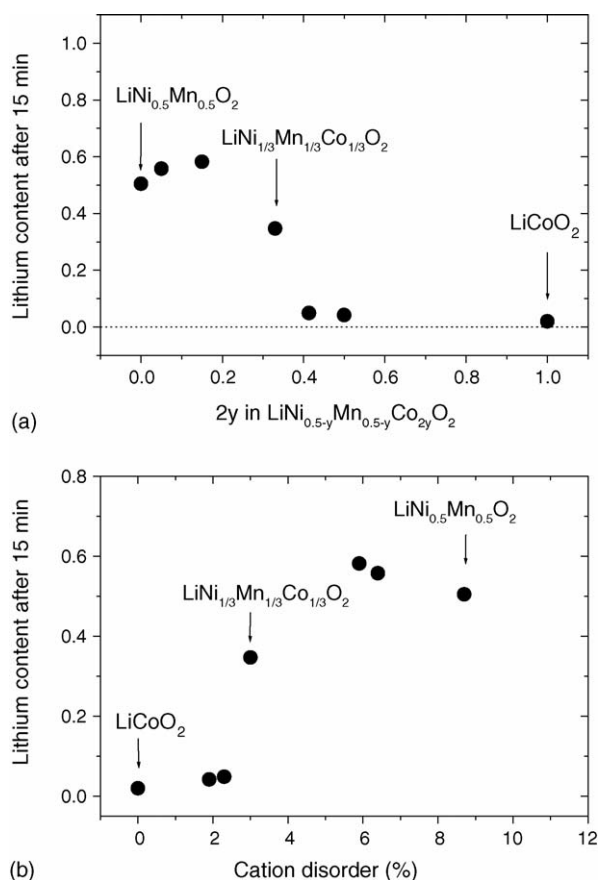 1.0
0.8
0.6
0.4
0.2
0.0
Lithium content after 15 min
LiNi0.5Mn0.5O2
LiNi1/3Mn1/3Co1/3O2
LiCoO2
0.0 0.2 0.4 0.6 0.8 1.0
2y in LiNi0.5-yMn0.5-yCo2yO2
(a)
0.8
0.6
0.4
0.2
0.0
Lithium content after 15 min
LiNi0.5Mn0.5O2
LiNi1/3Mn1/3Co1/3O2
LiCoO2
0 2 4 6 8 10 12
Cation disorder (%)
(b)